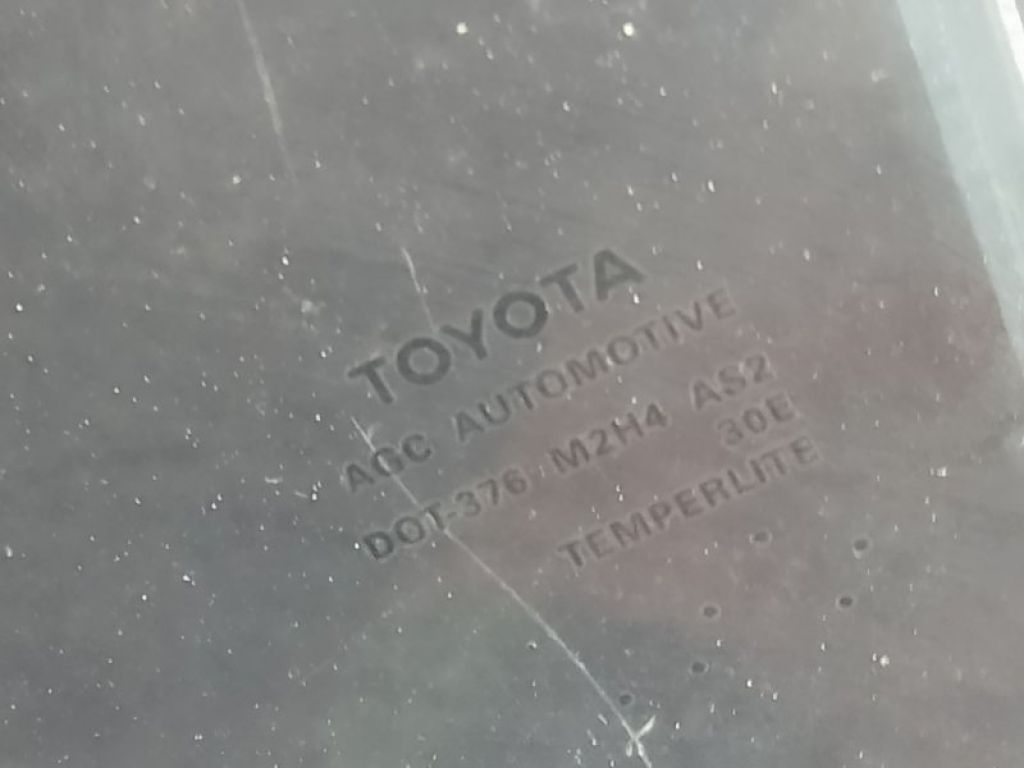 TOYOTA
AGC AUTOMOTIVE
DOT-376 M2H4 AS2
30E
TEMPERLITE